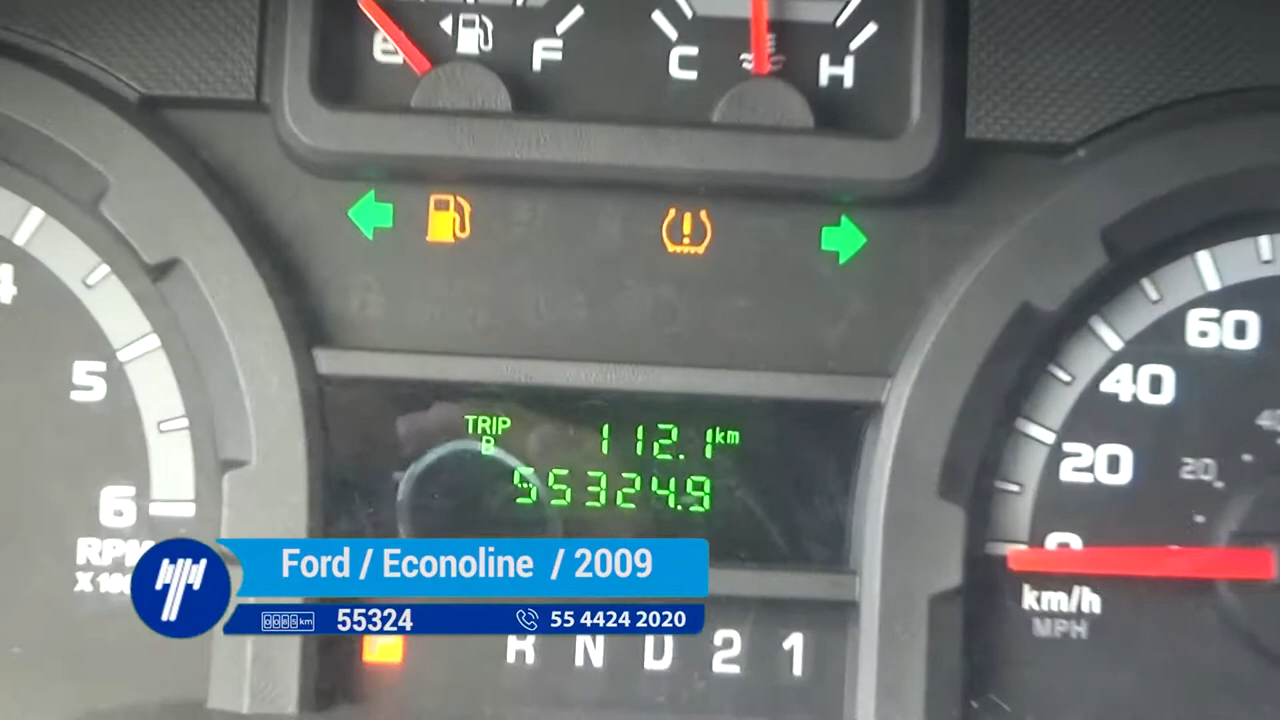 E F C H
4
5
6
RPM
60
40
20
0
20
km/h
MPH
TRIP B 112.1 km
55324.9
Ford / Econoline / 2009
55324 55 4424 2020
R N D 2 1